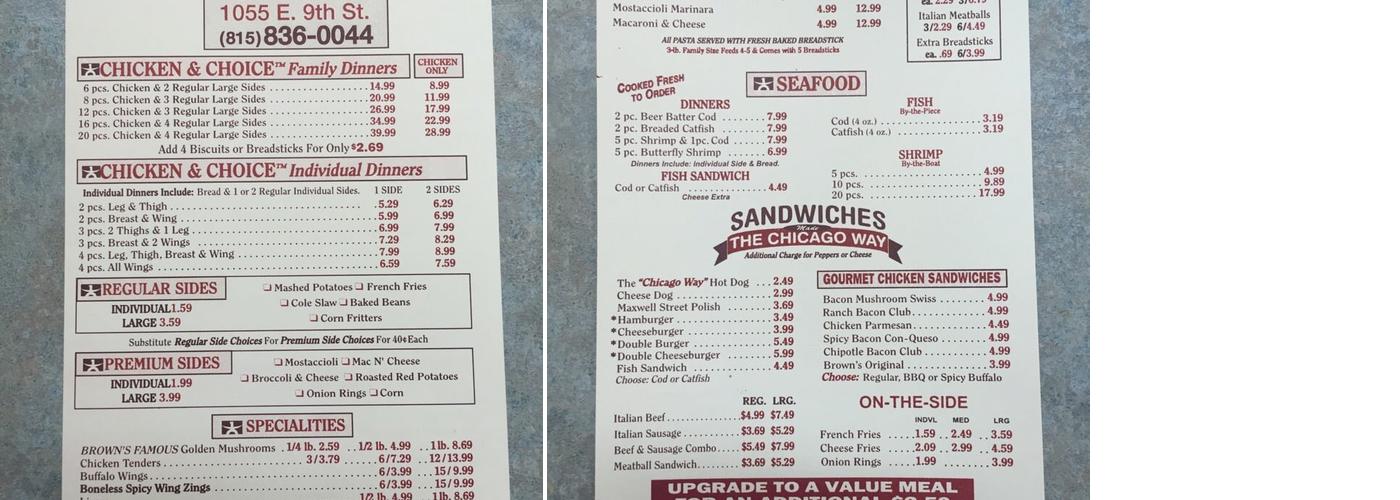 1055 E. 9th St.
(815) 836-0044
CHICKEN & CHOICE™ Family Dinners CHICKEN ONLY
6 pcs. Chicken & 2 Regular Large Sides 14.99 8.99
8 pcs. Chicken & 3 Regular Large Sides 20.99 11.99
12 pcs. Chicken & 3 Regular Large Sides 26.99 17.99
16 pcs. Chicken & 4 Regular Large Sides 34.99 22.99
20 pcs. Chicken & 4 Regular Large Sides 39.99 28.99
Add 4 Biscuits or Breadsticks For Only $2.69
CHICKEN & CHOICE™ Individual Dinners
Individual Dinners Include: Bread & 1 or 2 Regular Individual Sides. 1 SIDE 2 SIDES
2 pcs. Leg & Thigh 5.29 6.29
2 pcs. Breast & Wing 5.99 6.99
3 pcs. 2 Thighs & 1 Leg 6.99 7.99
3 pcs. Breast & 2 Wings 7.29 8.29
4 pcs. Leg, Thigh, Breast & Wing 7.99 8.99
4 pcs. All Wings 6.59 7.59
REGULAR SIDES
INDIVIDUAL1.59
LARGE 3.59
❏ Mashed Potatoes ❏ French Fries
❏ Cole Slaw ❏ Baked Beans
❏ Corn Fritters
Substitute Regular Side Choices For Premium Side Choices For 40¢ Each
PREMIUM SIDES
INDIVIDUAL1.99
LARGE 3.99
❏ Mostaccioli ❏ Mac N' Cheese
❏ Broccoli & Cheese ❏ Roasted Red Potatoes
❏ Onion Rings ❏ Corn
SPECIALITIES
BROWN'S FAMOUS Golden Mushrooms . 1/4 lb. 2.59 .. 1/2 lb. 4.99 .. 1 lb. 8.69
Chicken Tenders 3/3.79 6/7.29 12/13.99
Buffalo Wings 6/3.99 15/9.99
Boneless Spicy Wing Zings 6/3.99 15/9.99
1/2 lb. 4.99 1 lb. 8.69
Mostaccioli Marinara 4.99 12.99
Macaroni & Cheese 4.99 12.99
All PASTA SERVED WITH FRESH BAKED BREADSTICK
3-lb. Family Size Feeds 4-5 & Comes with 5 Breadsticks
Italian Meatballs
3/2.29 6/4.49
Extra Breadsticks
ea. .69 6/3.99
COOKED FRESH
TO ORDER
SEAFOOD
DINNERS
2 pc. Beer Batter Cod 7.99
2 pc. Breaded Catfish 7.99
5 pc. Shrimp & 1pc. Cod 7.99
5 pc. Butterfly Shrimp 6.99
Dinners Include: Individual Side & Bread.
FISH SANDWICH
Cod or Catfish 4.49
Cheese Extra
FISH
By-the-Piece
Cod (4 oz.) 3.19
Catfish (4 oz.) 3.19
SHRIMP
By-the-Boat
5 pcs. 4.99
10 pcs. 9.89
20 pcs. 17.99
SANDWICHES
Made
THE CHICAGO WAY
Additional Charge for Peppers or Cheese
The "Chicago Way" Hot Dog ... 2.49
Cheese Dog 2.99
Maxwell Street Polish 3.69
*Hamburger 3.49
*Cheeseburger 3.99
*Double Burger 5.49
*Double Cheeseburger 5.99
Fish Sandwich 4.49
Choose: Cod or Catfish
GOURMET CHICKEN SANDWICHES
Bacon Mushroom Swiss 4.99
Ranch Bacon Club 4.99
Chicken Parmesan 4.49
Spicy Bacon Con-Queso 4.99
Chipotle Bacon Club 4.99
Brown's Original 3.99
Choose: Regular, BBQ or Spicy Buffalo
REG. LRG.
Italian Beef $4.99 $7.49
Italian Sausage $3.69 $5.29
Beef & Sausage Combo $5.49 $7.99
Meatball Sandwich $3.69 $5.29
ON-THE-SIDE
INDVL MED LRG
French Fries 1.59 .. 2.49 .. 3.59
Cheese Fries 2.09 .. 2.99 .. 4.59
Onion Rings 1.99 3.99
UPGRADE TO A VALUE MEAL